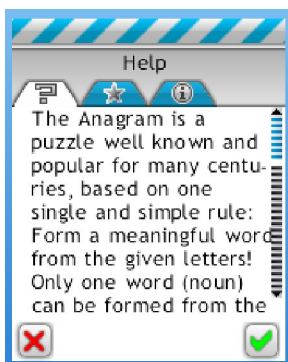 Help
The Anagram is a
puzzle well known and
popular for many centu-
ries, based on one
single and simple rule:
Form a meaningful word
from the given letters!
Only one word (noun)
can be formed from the